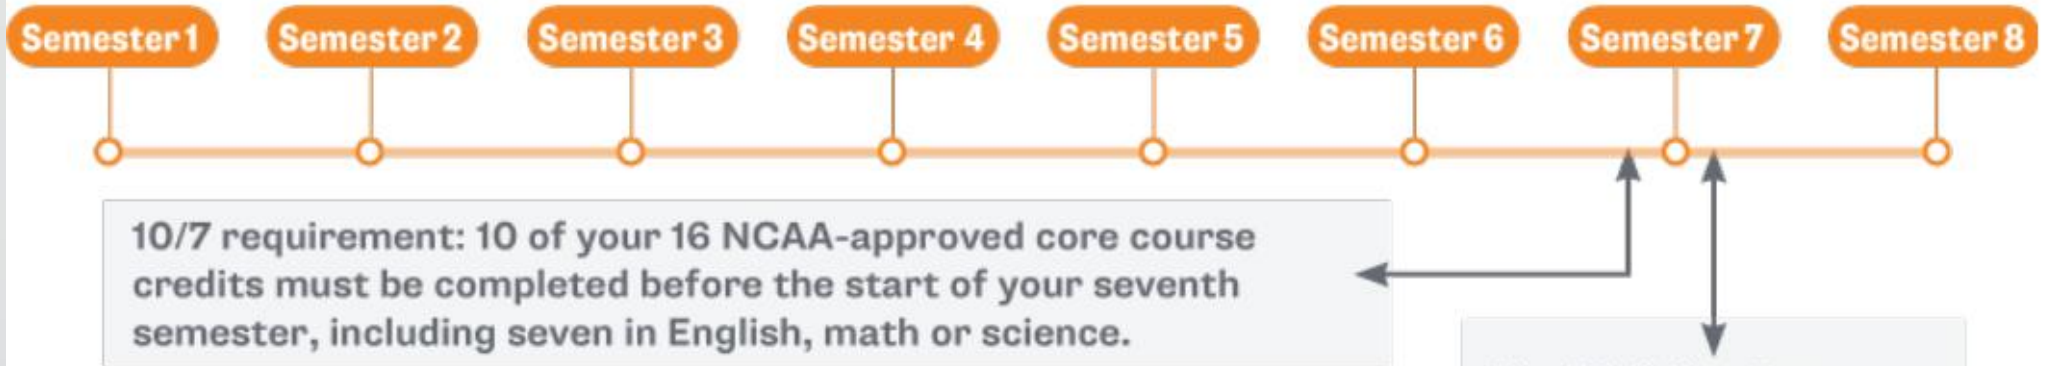 Semester 1 Semester 2 Semester 3 Semester 4 Semester 5 Semester 6 Semester 7 Semester 8
10/7 requirement: 10 of your 16 NCAA-approved core course
credits must be completed before the start of your seventh
semester, including seven in English, math or science.